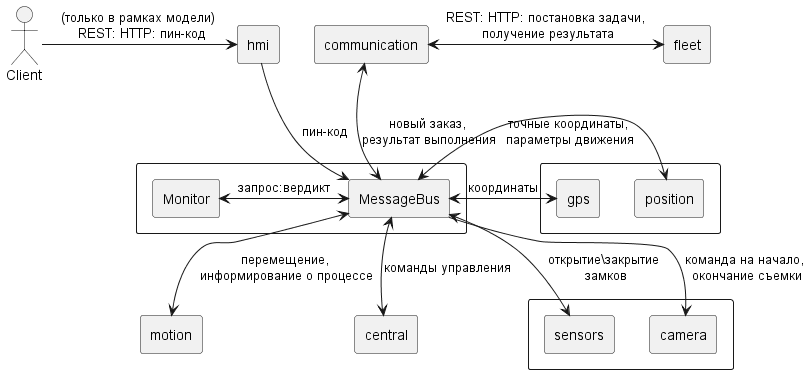 (только в рамках модели)
REST: HTTP: пин-код
REST: HTTP: постановка задачи,
получение результата
hmi
communication
fleet
Client
новый заказ,
результат выполнения
точные координаты,
параметры движения
пин-код
запрос:вердикт
координаты
Monitor
MessageBus
gps
position
перемещение,
информирование о процессе
команды управления
открытие\закрытие
замков
команда на начало,
окончание съемки
motion
central
sensors
camera